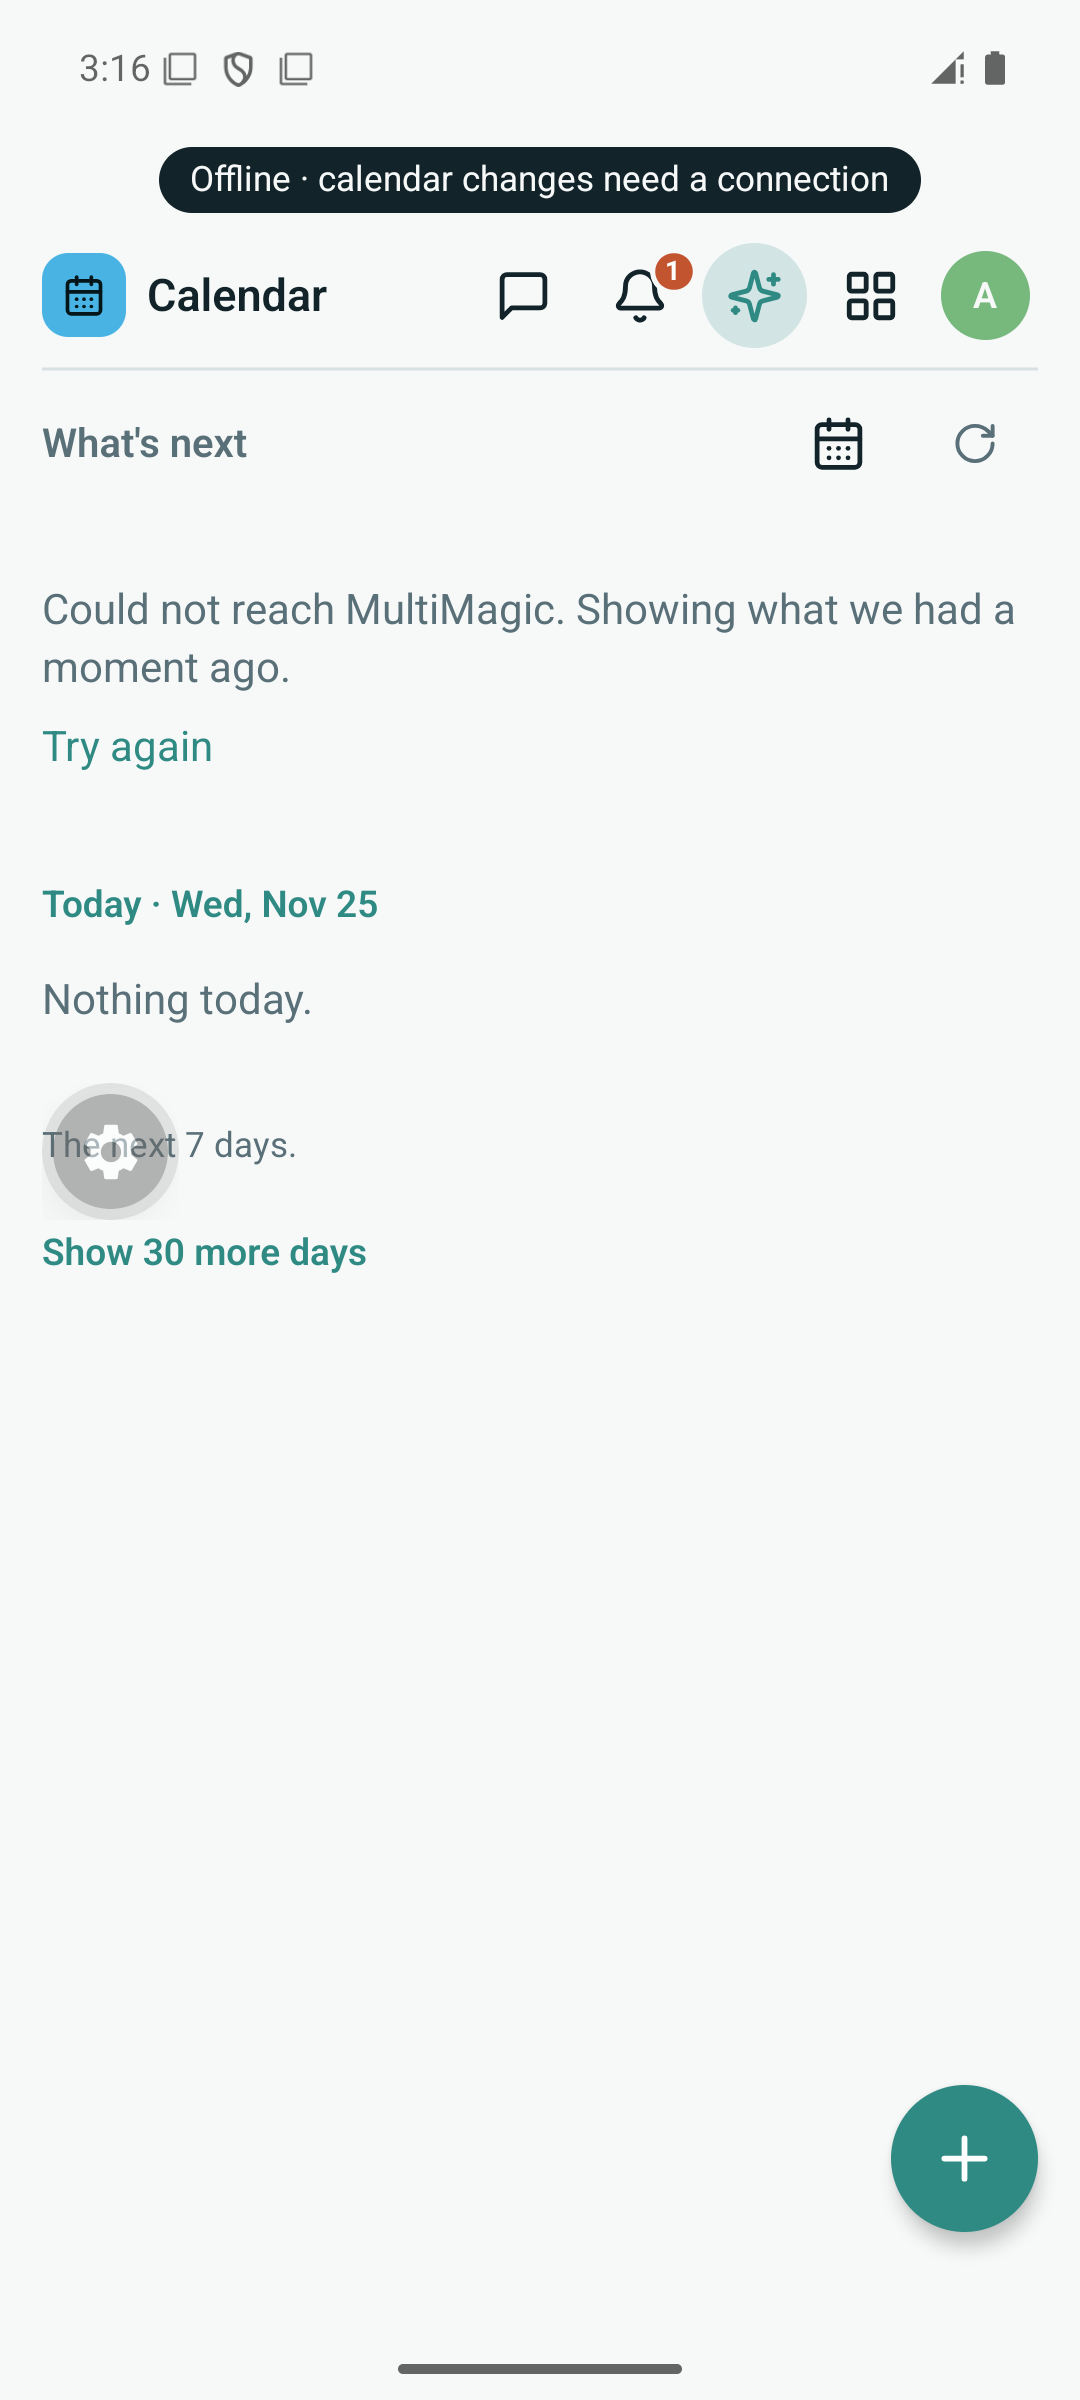 3:16
Offline · calendar changes need a connection
Calendar
1
A
What's next
Could not reach MultiMagic. Showing what we had a
moment ago.
Try again
Today · Wed, Nov 25
Nothing today.
The next 7 days.
Show 30 more days